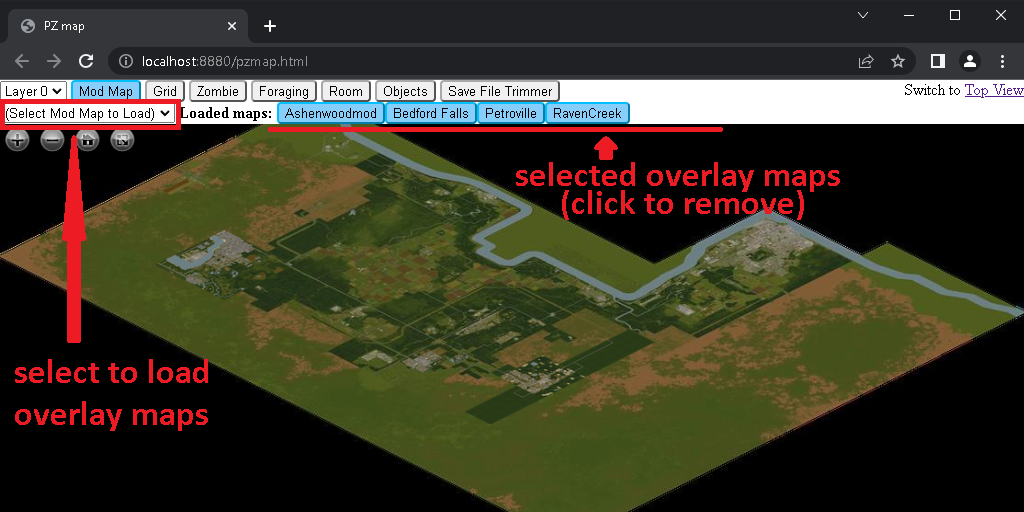 PZ map
localhost:8880/pzmap.html
Layer 0 Mod Map Grid Zombie Foraging Room Objects Save File Trimmer Switch to Top View
(Select Mod Map to Load) Loaded maps: Ashenwoodmod Bedford Falls Petroville RavenCreek
selected overlay maps
(click to remove)
select to load
overlay maps